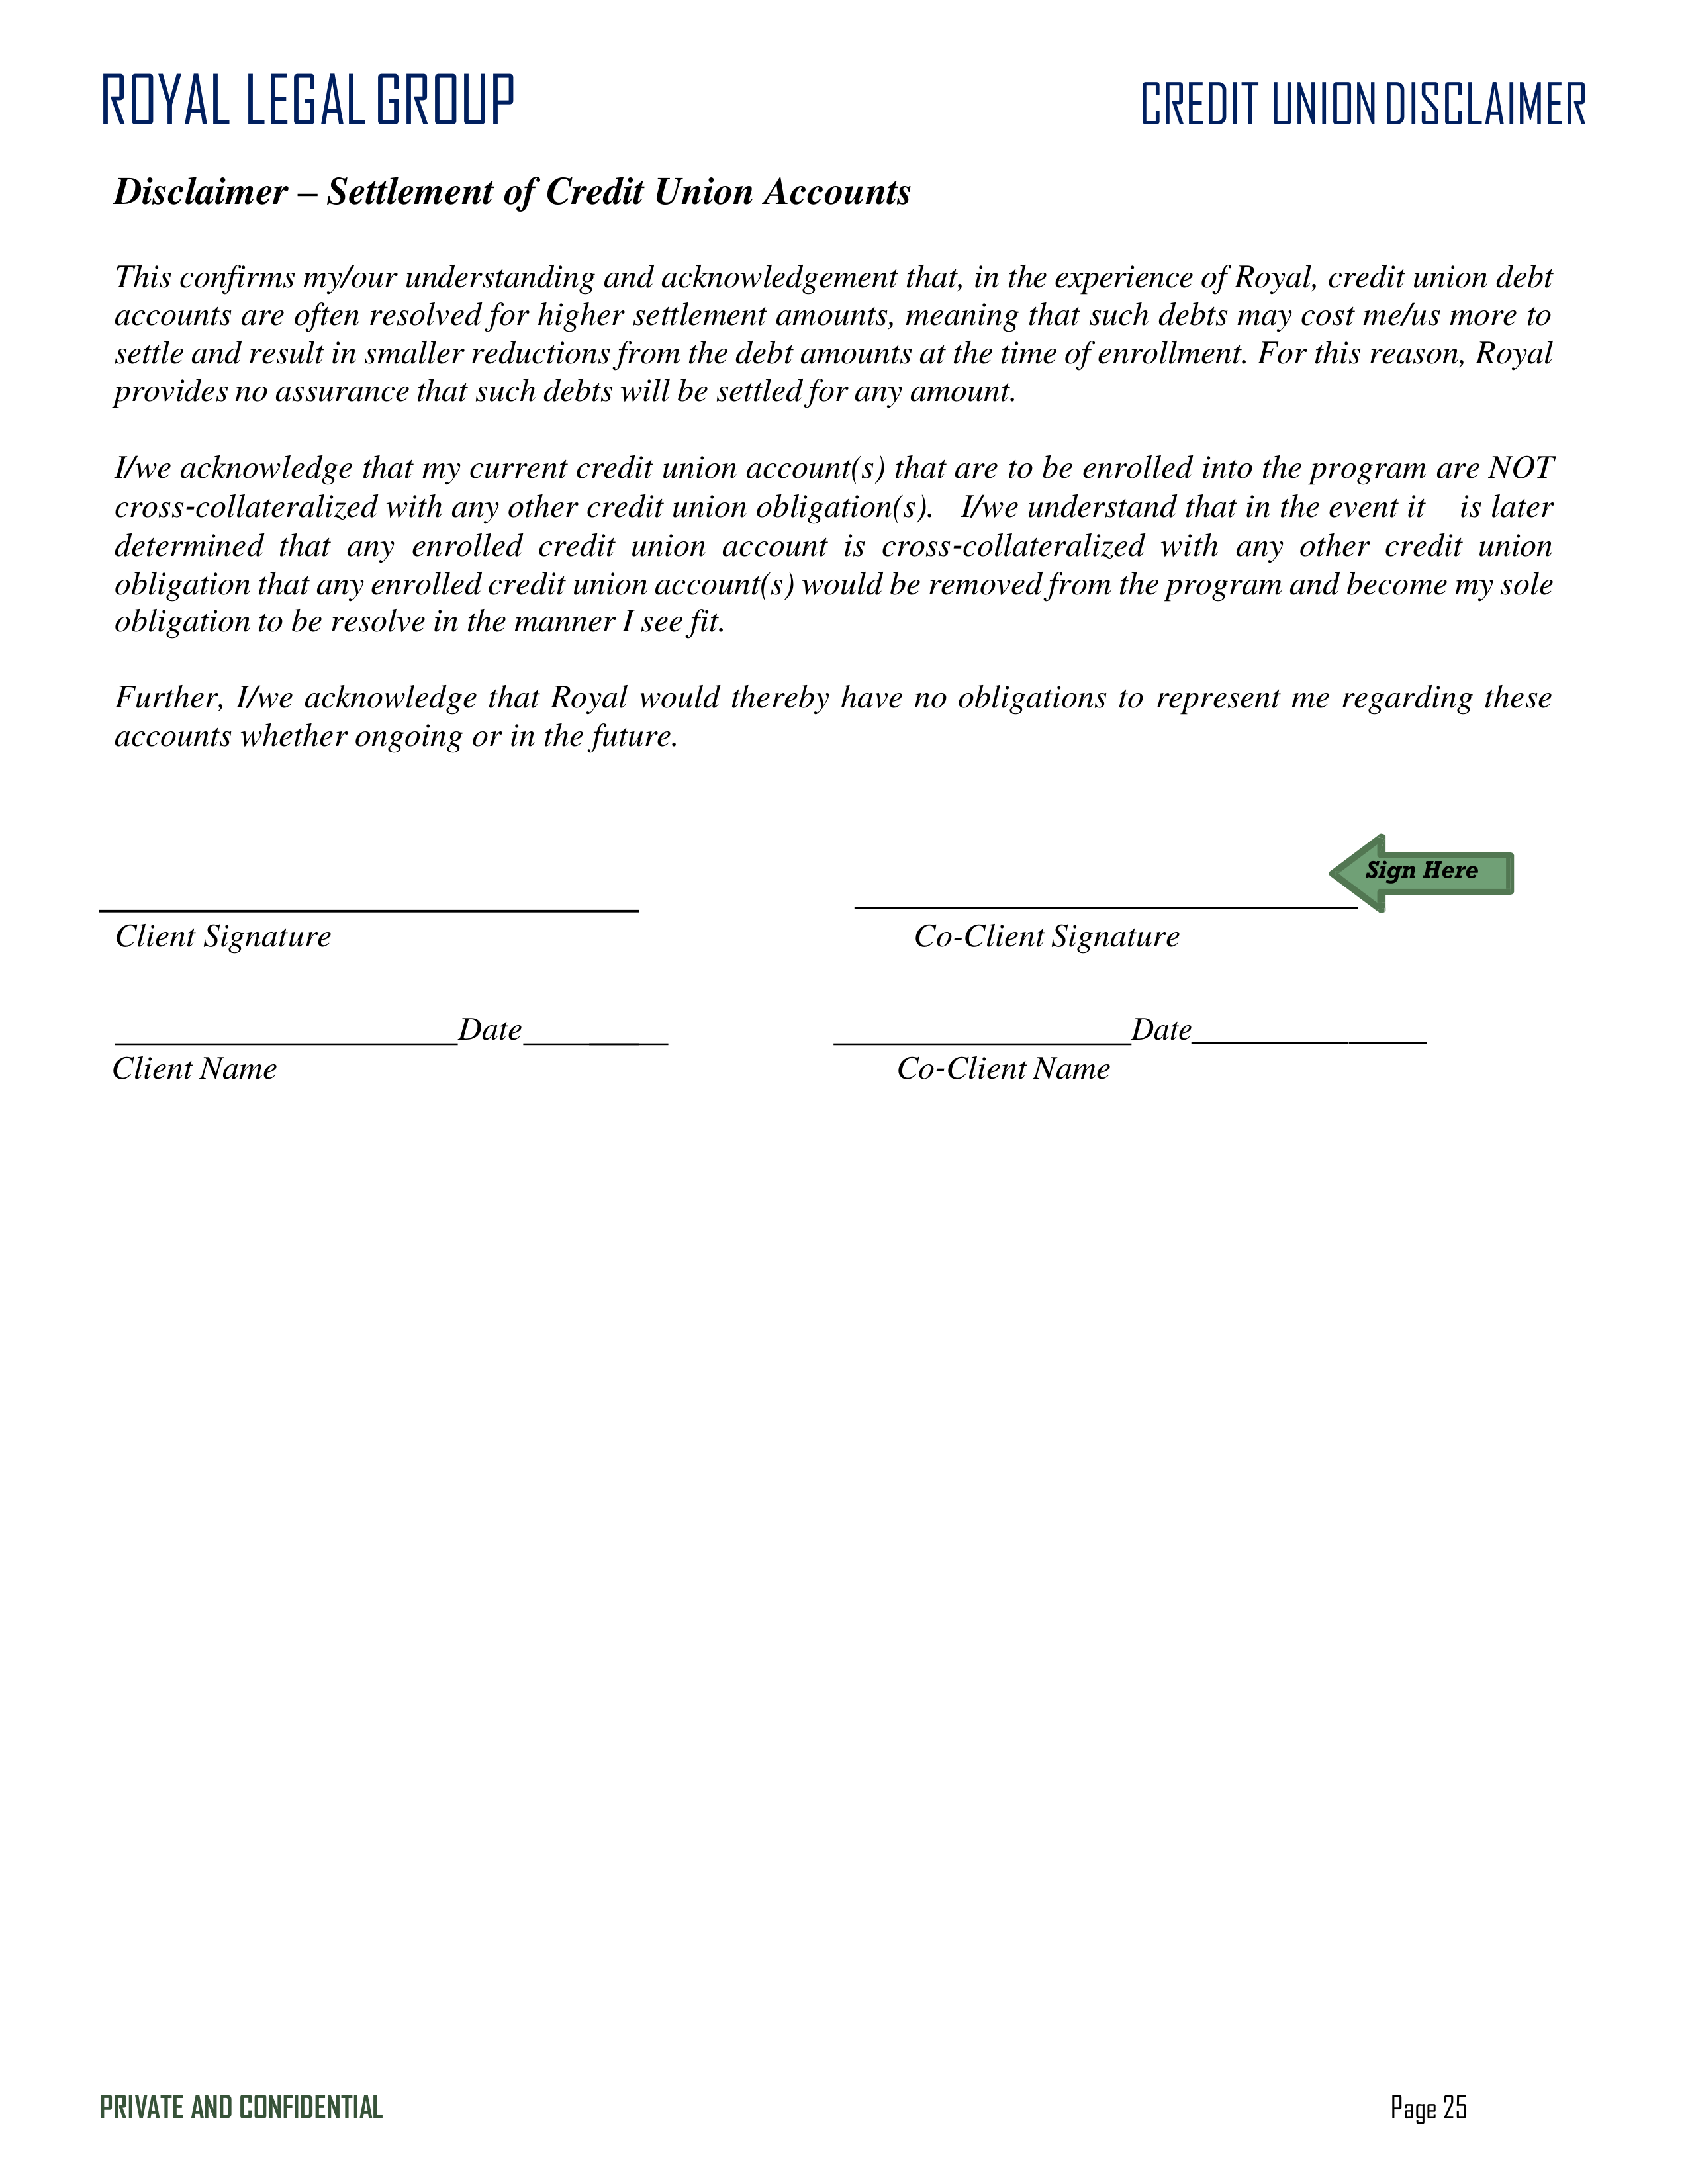 ROYAL LEGAL GROUP
CREDIT UNION DISCLAIMER
Disclaimer – Settlement of Credit Union Accounts
This confirms my/our understanding and acknowledgement that, in the experience of Royal, credit union debt
accounts are often resolved for higher settlement amounts, meaning that such debts may cost me/us more to
settle and result in smaller reductions from the debt amounts at the time of enrollment. For this reason, Royal
provides no assurance that such debts will be settled for any amount.
I/we acknowledge that my current credit union account(s) that are to be enrolled into the program are NOT
cross-collateralized with any other credit union obligation(s). I/we understand that in the event it is later
determined that any enrolled credit union account is cross-collateralized with any other credit union
obligation that any enrolled credit union account(s) would be removed from the program and become my sole
obligation to be resolve in the manner I see fit.
Further, I/we acknowledge that Royal would thereby have no obligations to represent me regarding these
accounts whether ongoing or in the future.
Sign Here
Client Signature
Co-Client Signature
Date
Date
Client Name
Co-Client Name
PRIVATE AND CONFIDENTIAL
Page 25